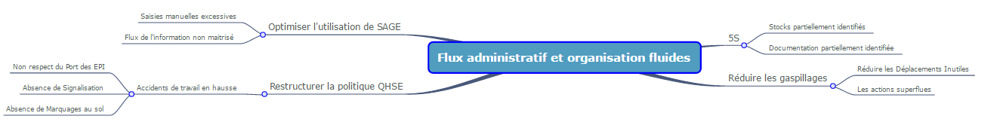 Saisies manuelles excessives
Optimiser l'utilisation de SAGE
Flux de l'information non maitrisé
Non respect du Port des EPI
Absence de Signalisation
Accidents de travail en hausse
Restructurer la politique QHSE
Absence de Marquages au sol
Flux administratif et organisation fluides
5S
Stocks partiellement identifiés
Documentation partiellement identifiée
Réduire les gaspillages
Réduire les Déplacements Inutiles
Les actions superflues